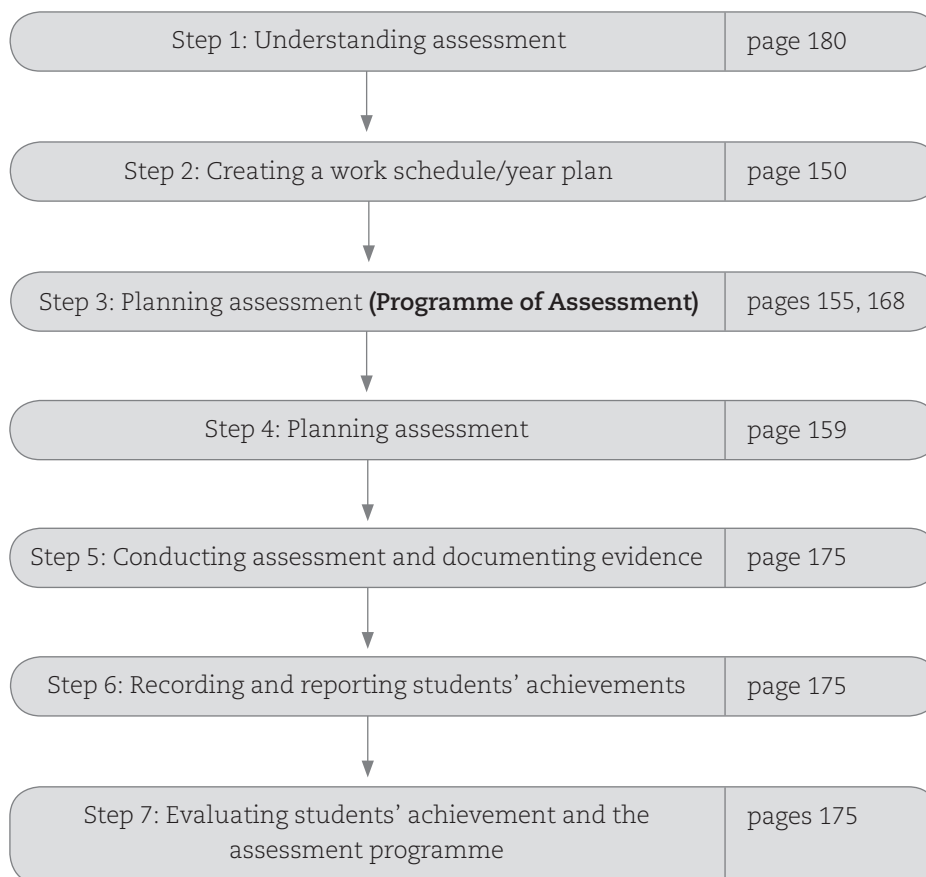 Step 1: Understanding assessment page 180
Step 2: Creating a work schedule/year plan page 150
Step 3: Planning assessment (Programme of Assessment) pages 155, 168
Step 4: Planning assessment page 159
Step 5: Conducting assessment and documenting evidence page 175
Step 6: Recording and reporting students’ achievements page 175
Step 7: Evaluating students’ achievement and the pages 175
assessment programme